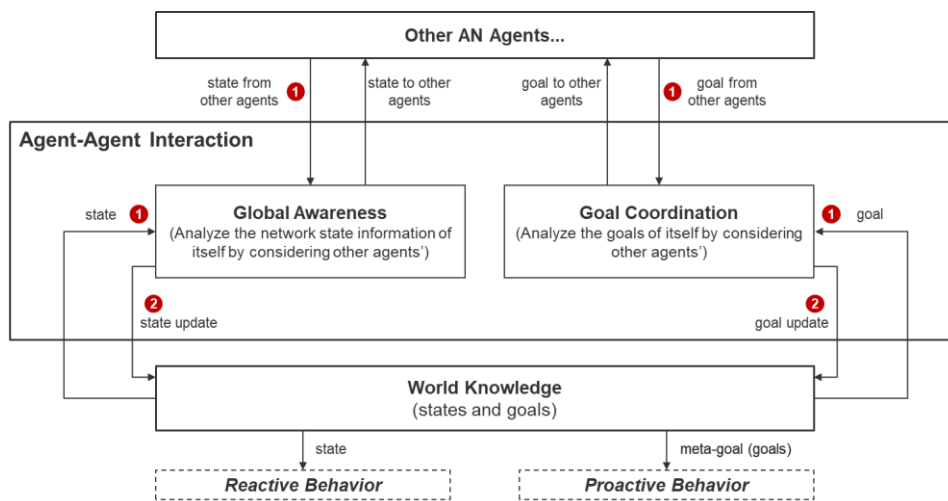 Other AN Agents...
state from
other agents
1
state to other
agents
goal to other
agents
1
goal from
other agents
Agent-Agent Interaction
state
1
Global Awareness
(Analyze the network state information of
itself by considering other agents')
Goal Coordination
(Analyze the goals of itself by considering
other agents')
1
goal
2
state update
2
goal update
World Knowledge
(states and goals)
state
meta-goal (goals)
Reactive Behavior
Proactive Behavior